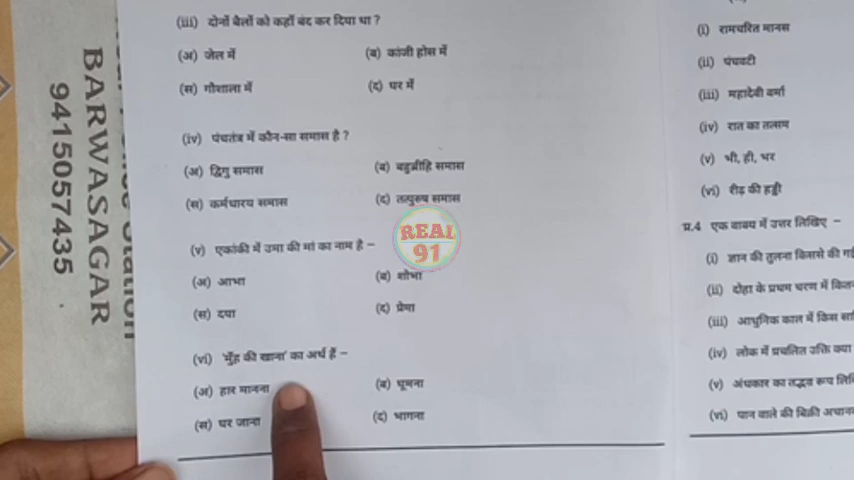 Station
BARWASAGAR
9415057435
(iii) दोनों बैलों को कहाँ बंद कर दिया था ?
(अ) जेल में (ब) कांजी हौस में
(स) गौशाला में (द) घर में
(iv) पंचतंत्र में कौन-सा समास है ?
(अ) द्विगु समास (ब) बहुब्रीहि समास
(स) कर्मधारय समास (द) तत्पुरुष समास
(v) एकांकी में उमा की मां का नाम है –
(अ) आभा (ब) शोभा
(स) दया (द) प्रेमा
(vi) 'मुँह की खाना' का अर्थ हैं –
(अ) हार मानना (ब) घूमना
(स) घर जाना (द) भागना
REAL
91
(i) रामचरित मानस
(ii) पंचवटी
(iii) महादेवी वर्मा
(iv) रात का तत्सम
(v) भी, ही, भर
(vi) रीढ़ की हड्डी
प्र.4 एक वाक्य में उत्तर लिखिए –
(i) ज्ञान की तुलना किससे की
(ii) दोहा के प्रथम चरण में
(iii) आधुनिक काल में किस
(iv) लोक में प्रचलित उक्ति क्या
(v) अंधकार का तद्भव रूप
(vi) पान वाले की बिक्री